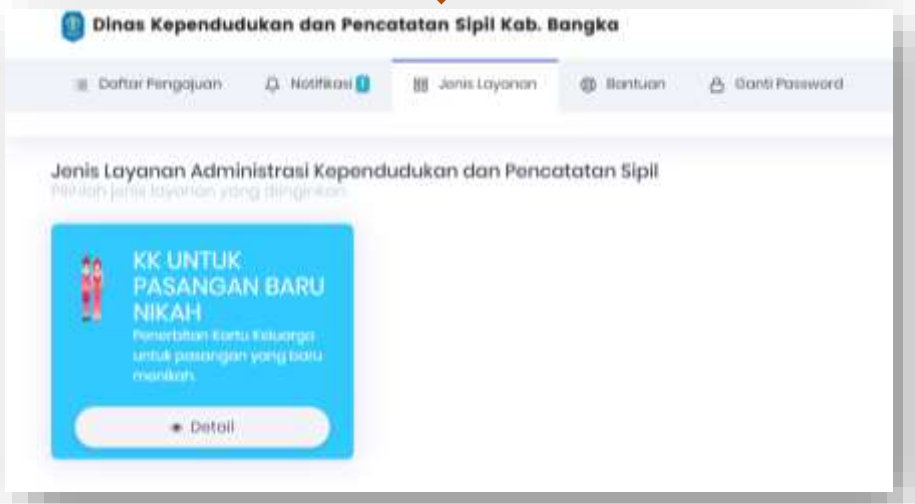 Dinas Kependudukan dan Pencatatan Sipil Kab. Bangka
Daftar Pengajuan Notifikasi Jenis Layanan Bantuan Ganti Password
Jenis Layanan Administrasi Kependudukan dan Pencatatan Sipil
Pilihlah jenis layanan yang diinginkan
KK UNTUK
PASANGAN BARU
NIKAH
Penerbitan Kartu Keluarga
untuk pasangan yang baru
menikah
Detail